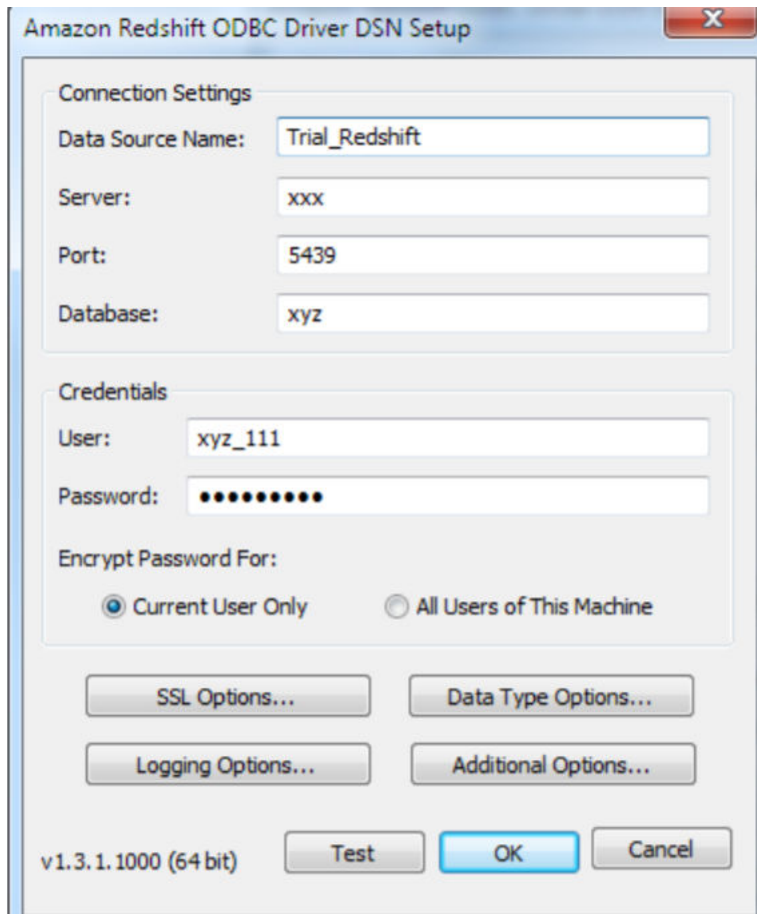 Amazon Redshift ODBC Driver DSN Setup
Connection Settings
Data Source Name: Trial_Redshift
Server: xxx
Port: 5439
Database: xyz
Credentials
User: xyz_111
Password: •••••••••
Encrypt Password For:
Current User Only All Users of This Machine
SSL Options... Data Type Options...
Logging Options... Additional Options...
v1.3.1.1000 (64 bit) Test OK Cancel